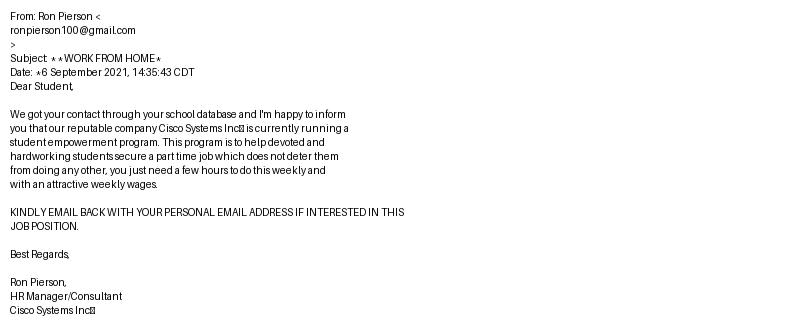 From: Ron Pierson <
ronpierson100@gmail.com
>
Subject: **WORK FROM HOME*
Date: *6 September 2021, 14:35:43 CDT
Dear Student,
We got your contact through your school database and I'm happy to inform
you that our reputable company Cisco Systems Inc▯ is currently running a
student empowerment program. This program is to help devoted and
hardworking students secure a part time job which does not deter them
from doing any other, you just need a few hours to do this weekly and
with an attractive weekly wages.
KINDLY EMAIL BACK WITH YOUR PERSONAL EMAIL ADDRESS IF INTERESTED IN THIS
JOB POSITION.
Best Regards,
Ron Pierson,
HR Manager/Consultant
Cisco Systems Inc▯